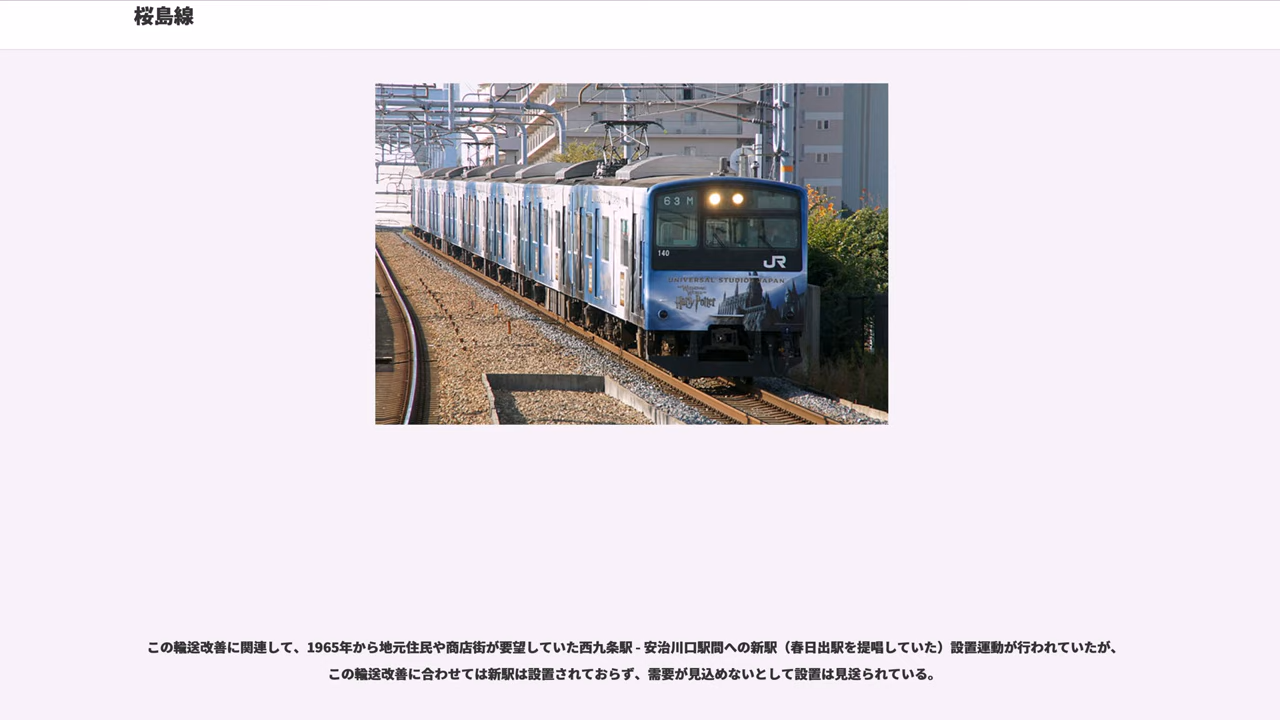 桜島線
63M
140
JR
UNIVERSAL STUDIOS JAPAN
Harry Potter
この輸送改善に関連して、1965年から地元住民や商店街が要望していた西九条駅 - 安治川口駅間への新駅（春日出駅を提唱していた）設置運動が行われていたが、
この輸送改善に合わせては新駅は設置されておらず、需要が見込めないとして設置は見送られている。